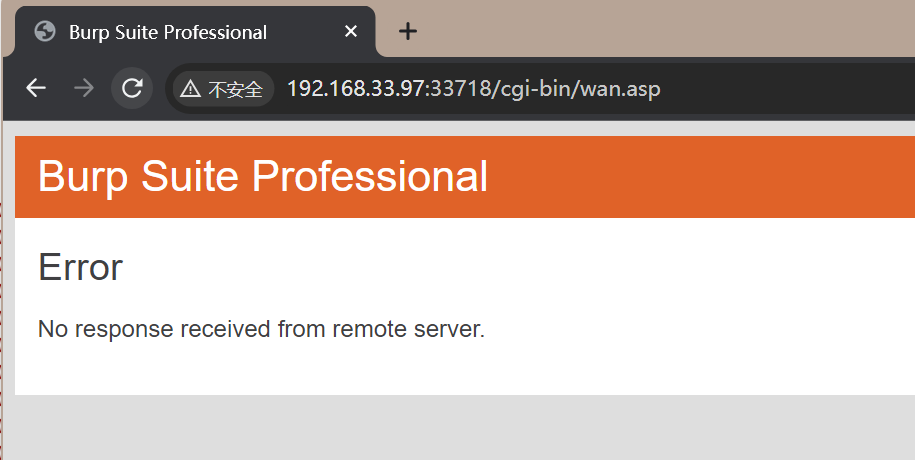 Burp Suite Professional
不安全 192.168.33.97:33718/cgi-bin/wan.asp
Burp Suite Professional
Error
No response received from remote server.